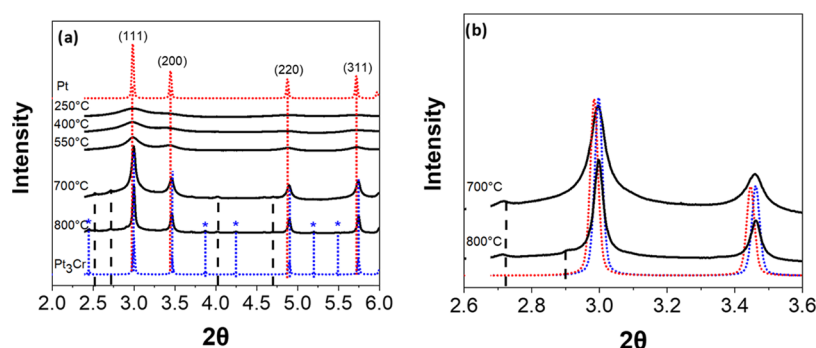 (a)
(111)
(200)
(220)
(311)
Pt
250°C
400°C
550°C
700°C
800°C
* * * * *
Pt₃Cr
Intensity
2.0 2.5 3.0 3.5 4.0 4.5 5.0 5.5 6.0
2θ
(b)
700°C
800°C
Intensity
2.6 2.8 3.0 3.2 3.4 3.6
2θ